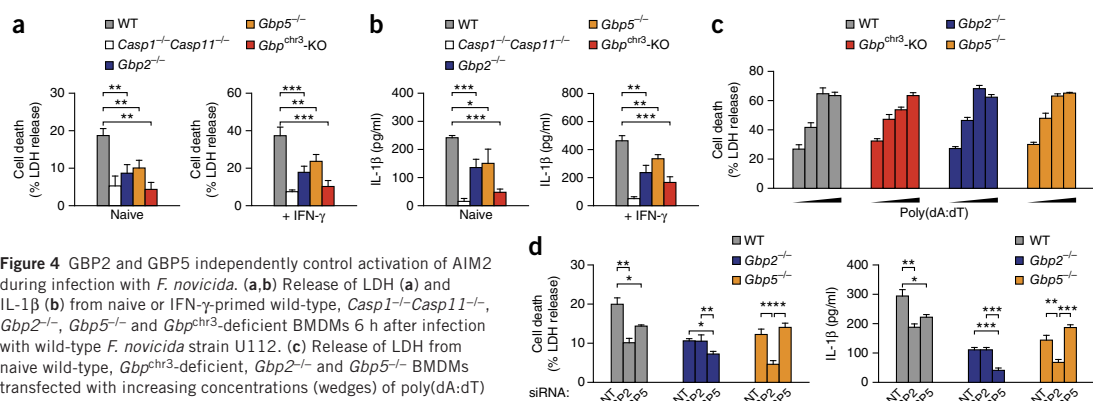 a
WT
Casp1–/–Casp11–/–
Gbp2–/–
Gbp5–/–
Gbpchr3-KO
Cell death
(% LDH release)
30
20
10
0
**
**
**
Naive
Cell death
(% LDH release)
60
40
20
0
***
**
***
+ IFN-γ
b
WT
Casp1–/–Casp11–/–
Gbp2–/–
Gbp5–/–
Gbpchr3-KO
IL-1β (pg/ml)
400
300
200
100
0
***
*
***
Naive
IL-1β (pg/ml)
800
600
400
200
0
**
**
***
+ IFN-γ
c
WT
Gbpchr3-KO
Gbp2–/–
Gbp5–/–
Cell death
(% LDH release)
80
60
40
20
0
Poly(dA:dT)
Figure 4 GBP2 and GBP5 independently control activation of AIM2
during infection with F. novicida. (a,b) Release of LDH (a) and
IL-1β (b) from naive or IFN-γ-primed wild-type, Casp1–/–Casp11–/–,
Gbp2–/–, Gbp5–/– and Gbpchr3-deficient BMDMs 6 h after infection
with wild-type F. novicida strain U112. (c) Release of LDH from
naive wild-type, Gbpchr3-deficient, Gbp2–/– and Gbp5–/– BMDMs
transfected with increasing concentrations (wedges) of poly(dA:dT)
d
WT
Gbp2–/–
Gbp5–/–
Cell death
(% LDH release)
30
20
10
0
**
*
**
*
****
siRNA:
NT
NT
NT
WT
Gbp2–/–
Gbp5–/–
IL-1β (pg/ml)
400
300
200
100
0
**
*
***
***
**
***
NT
NT
NT